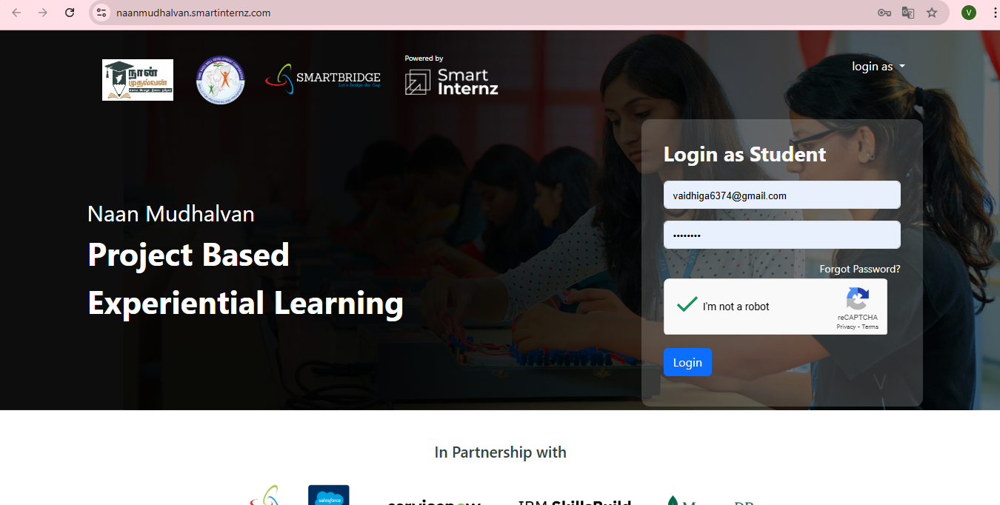 naanmudhalvan.smartinternz.com
V
Powered by
நான்
முதல்வன்
SMARTBRIDGE
Let's Bridge the Gap
Smart
Internz
login as
Login as Student
vaidhiga6374@gmail.com
••••••••
Forgot Password?
I'm not a robot
reCAPTCHA
Privacy - Terms
Login
Naan Mudhalvan
Project Based
Experiential Learning
In Partnership with
salesforce
servicenow
IBM SkillsBuild
MongoDB